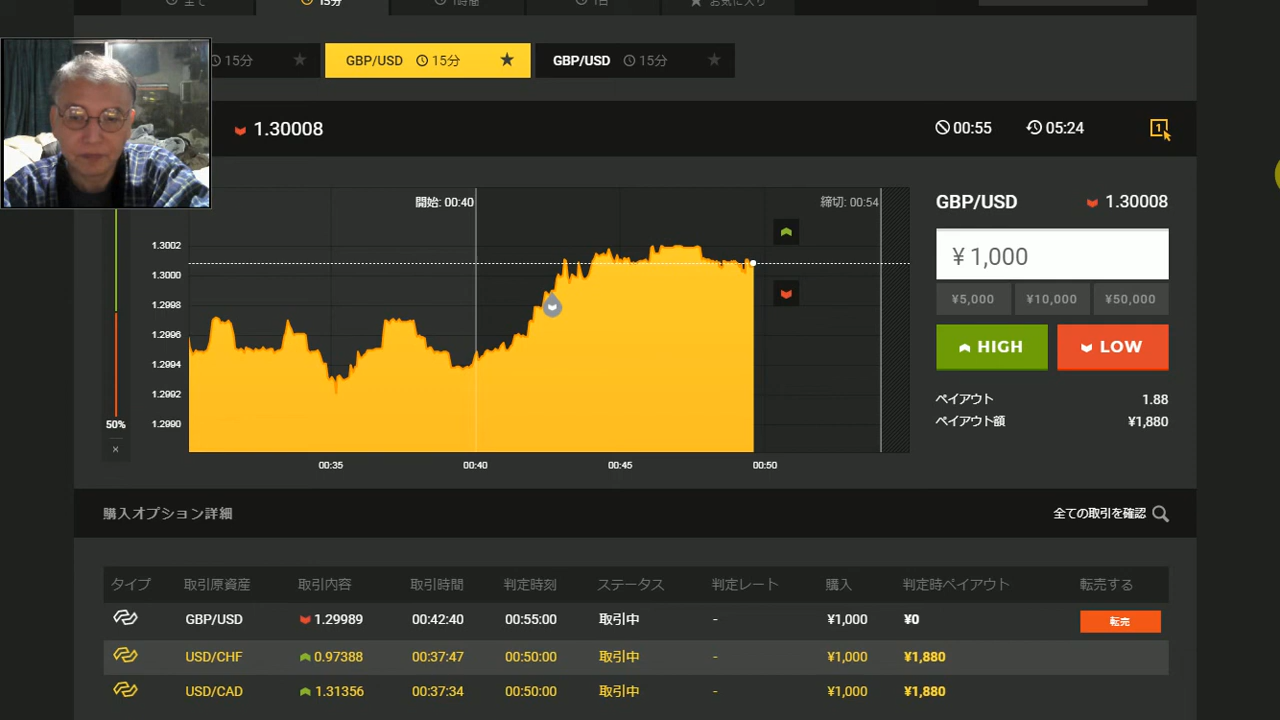 全て 15分 1時間 1日 お気に入り
15分 GBP/USD 15分 GBP/USD 15分
1.30008 00:55 05:24 1
開始: 00:40 締切: 00:54
GBP/USD 1.30008
¥ 1,000
¥5,000 ¥10,000 ¥50,000
HIGH LOW
ペイアウト 1.88
ペイアウト額 ¥1,880
1.3002
1.3000
1.2998
1.2996
1.2994
1.2992
1.2990
50%
×
00:35 00:40 00:45 00:50
購入オプション詳細 全ての取引を確認
タイプ 取引原資産 取引内容 取引時間 判定時刻 ステータス 判定レート 購入 判定時ペイアウト 転売する
GBP/USD 1.29989 00:42:40 00:55:00 取引中 - ¥1,000 ¥0 転売
USD/CHF 0.97388 00:37:47 00:50:00 取引中 - ¥1,000 ¥1,880
USD/CAD 1.31356 00:37:34 00:50:00 取引中 - ¥1,000 ¥1,880